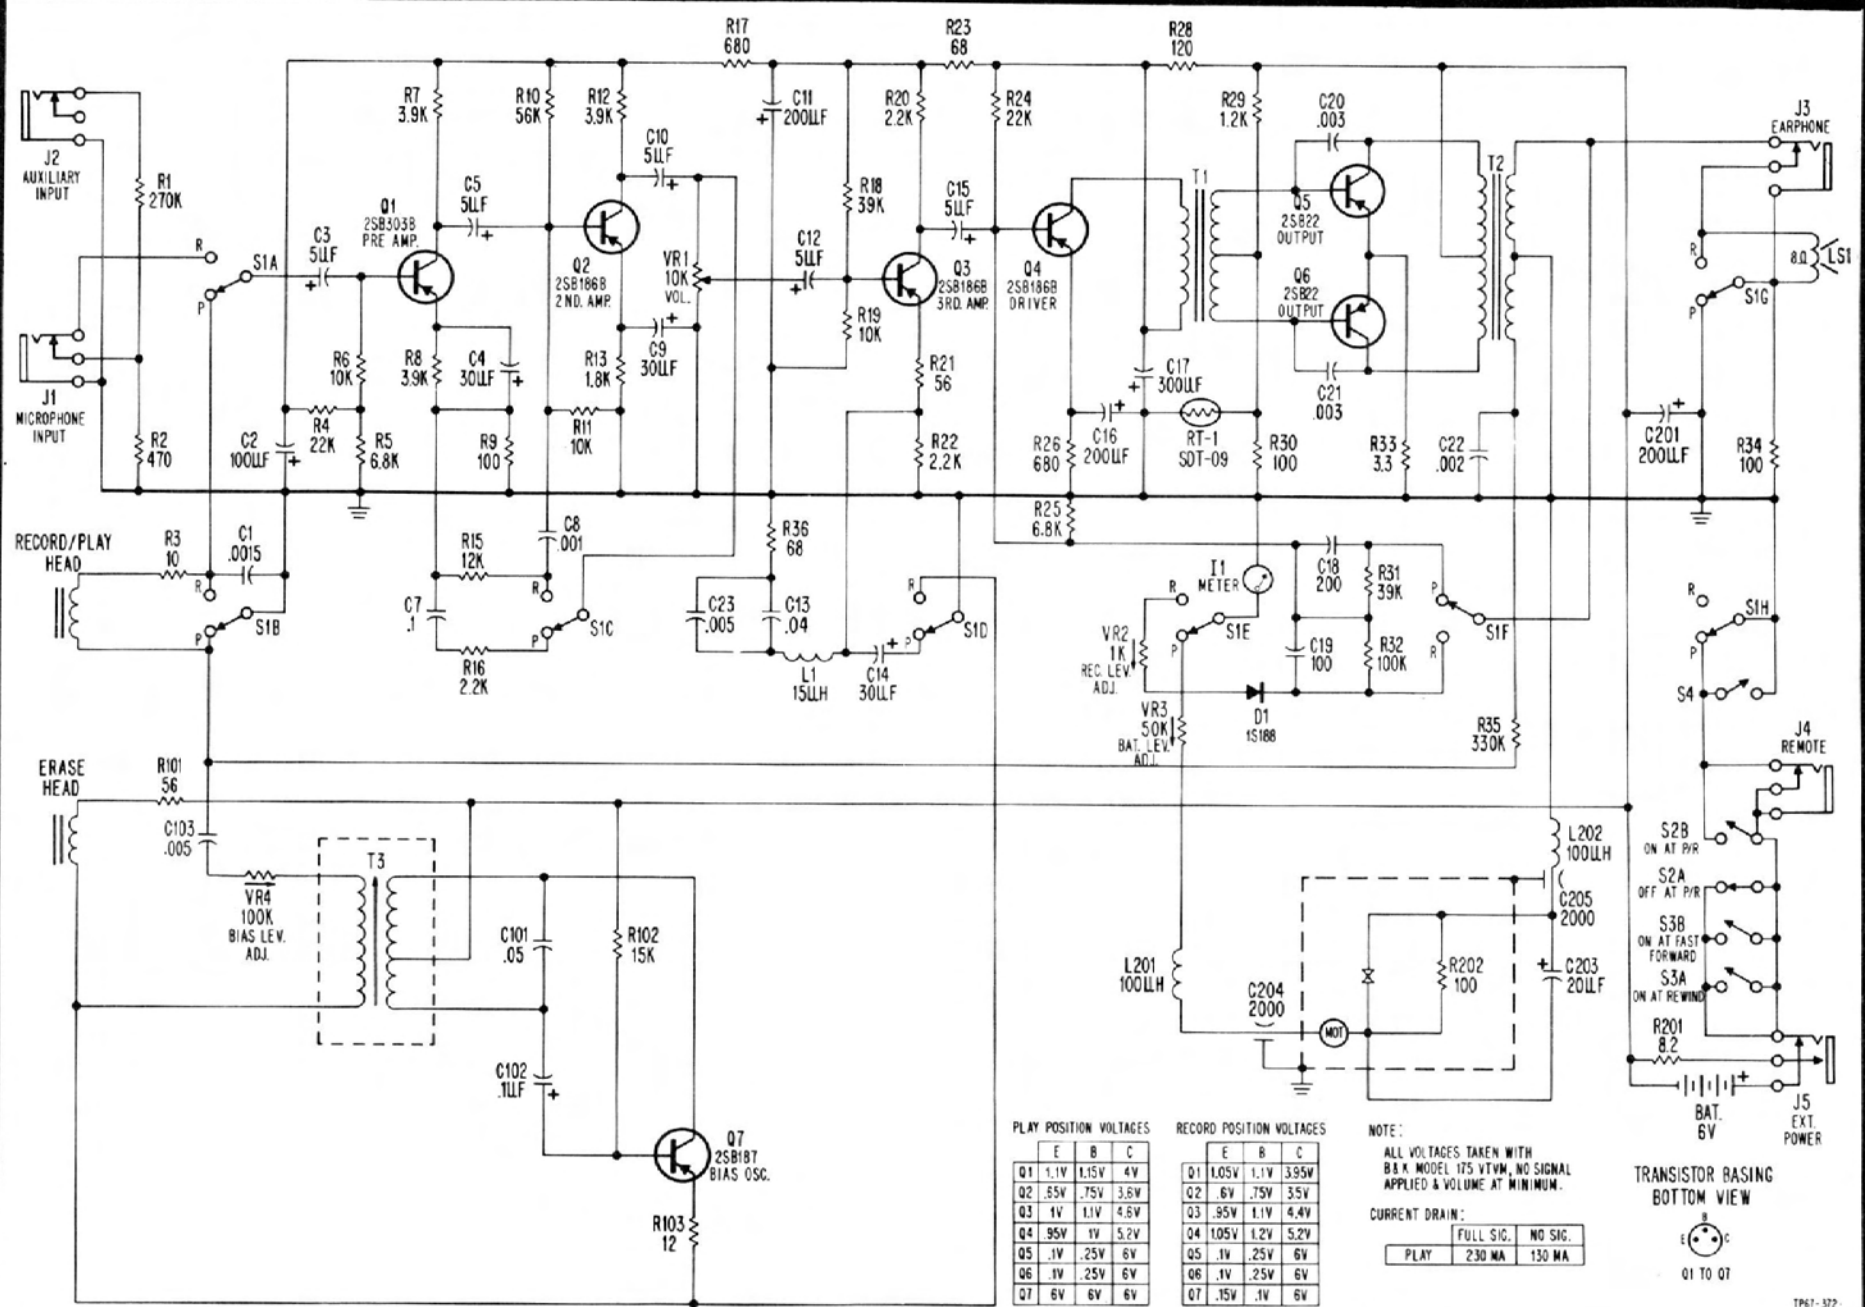 R17
680
R23
68
R28
120
J2
AUXILIARY
INPUT
R1
270K
R7
3.9K
R10
56K
R12
3.9K
C10
5µF
C11
200µF
R20
2.2K
R24
22K
R29
1.2K
C20
.003
J3
EARPHONE
T1
T2
C3
5µF
Q1
2SB303B
PRE AMP.
C5
5µF
Q2
2SB186B
2ND. AMP.
VR1
10K
VOL.
C12
5µF
R18
39K
C15
5µF
Q3
2SB186B
3RD. AMP.
Q4
2SB186B
DRIVER
Q5
2SB22
OUTPUT
Q6
2SB22
OUTPUT
R
P
S1A
R
P
S1G
8Ω
LS1
J1
MICROPHONE
INPUT
R2
470
C2
100µF
R4
22K
R6
10K
R5
6.8K
R8
3.9K
C4
30µF
R9
100
R13
1.8K
R11
10K
C9
30µF
R19
10K
R21
56
R22
2.2K
R26
680
C16
200µF
C17
300µF
RT-1
SDT-09
R30
100
C21
.003
R33
3.3
C22
.002
C201
200µF
R34
100
RECORD/PLAY
HEAD
R3
10
C1
.0015
R
P
S1B
R15
12K
C7
.1
R16
2.2K
C8
.001
R
P
S1C
R36
68
C23
.005
C13
.04
L1
15µH
C14
30µF
R
P
S1D
R25
6.8K
I1
METER
R
P
S1E
VR2
1K
REC. LEV.
ADJ.
VR3
50K
BAT. LEV.
ADJ.
D1
1S188
C18
200
C19
100
R31
39K
R32
100K
P
R
S1F
R35
330K
R
P
S1H
S4
J4
REMOTE
ERASE
HEAD
R101
56
C103
.005
VR4
100K
BIAS LEV.
ADJ.
T3
C101
.05
R102
15K
C102
.1µF
Q7
2SB187
BIAS OSC.
R103
12
L201
100µH
C204
2000
MOT
R202
100
L202
100µH
C205
2000
C203
20µF
S2B
ON AT P/R
S2A
OFF AT P/R
S3B
ON AT FAST
FORWARD
S3A
ON AT REWIND
R201
8.2
BAT.
6V
J5
EXT.
POWER
PLAY POSITION VOLTAGES
E B C
Q1 1.1V 1.15V 4V
Q2 .65V .75V 3.6V
Q3 1V 1.1V 4.6V
Q4 .95V 1V 5.2V
Q5 .1V .25V 6V
Q6 .1V .25V 6V
Q7 6V 6V 6V
RECORD POSITION VOLTAGES
E B C
Q1 1.05V 1.1V 3.95V
Q2 .6V .75V 3.5V
Q3 .95V 1.1V 4.4V
Q4 1.05V 1.2V 5.2V
Q5 .1V .25V 6V
Q6 .1V .25V 6V
Q7 .15V .1V 6V
NOTE:
ALL VOLTAGES TAKEN WITH
B & K MODEL 175 VTVM, NO SIGNAL
APPLIED & VOLUME AT MINIMUM.
CURRENT DRAIN:
FULL SIG. NO SIG.
PLAY 230 MA 130 MA
TRANSISTOR BASING
BOTTOM VIEW
B
E
C
Q1 TO Q7
TP67-372